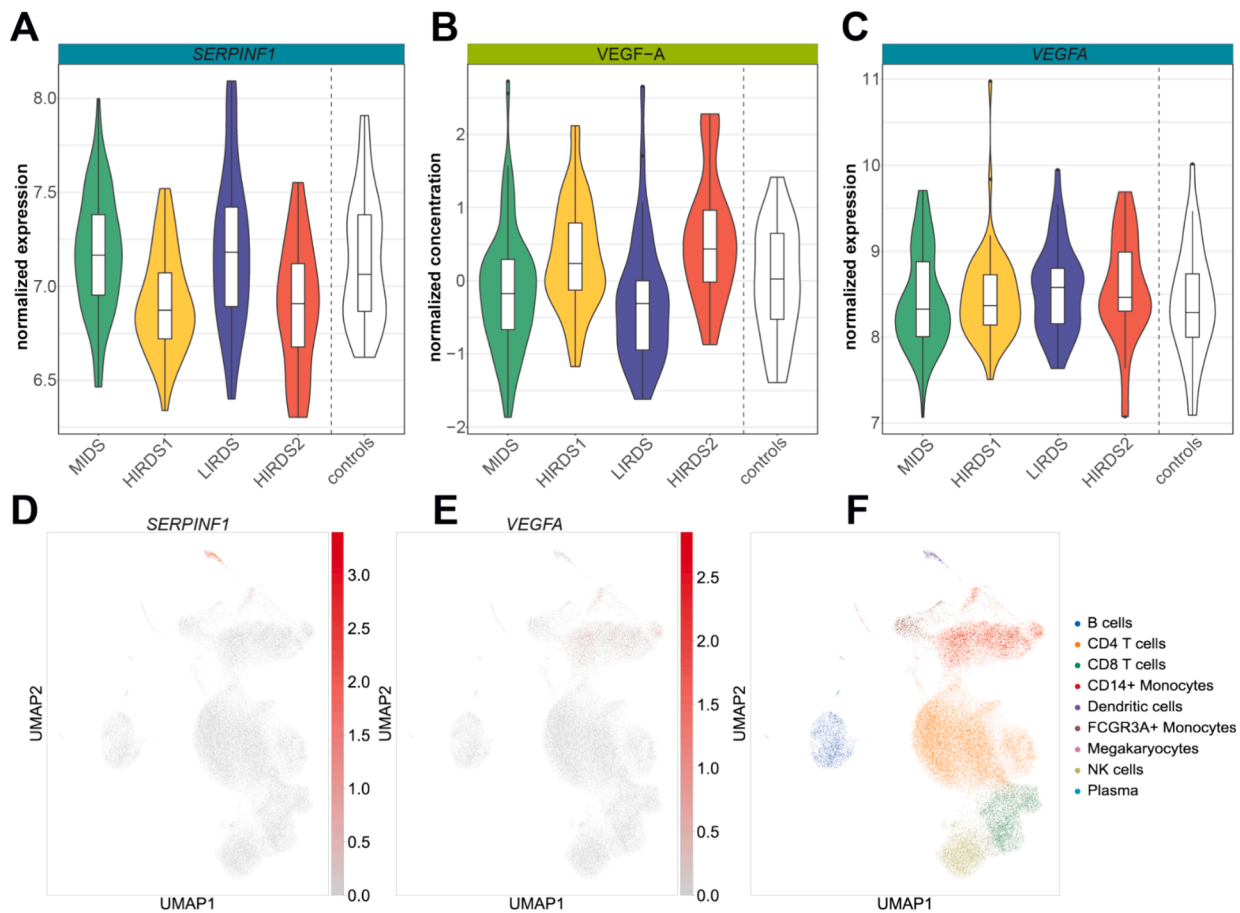 A
B
C
SERPINF1
VEGF−A
VEGFA
normalized expression
8.0
7.5
7.0
6.5
MIDS
HIRDS1
LIRDS
HIRDS2
controls
normalized concentration
2
1
0
−1
−2
MIDS
HIRDS1
LIRDS
HIRDS2
controls
normalized expression
11
10
9
8
7
MIDS
HIRDS1
LIRDS
HIRDS2
controls
D
E
F
SERPINF1
UMAP2
UMAP1
3.0
2.5
2.0
1.5
1.0
0.5
0.0
VEGFA
UMAP2
UMAP1
2.5
2.0
1.5
1.0
0.5
0.0
UMAP2
UMAP1
B cells
CD4 T cells
CD8 T cells
CD14+ Monocytes
Dendritic cells
FCGR3A+ Monocytes
Megakaryocytes
NK cells
Plasma